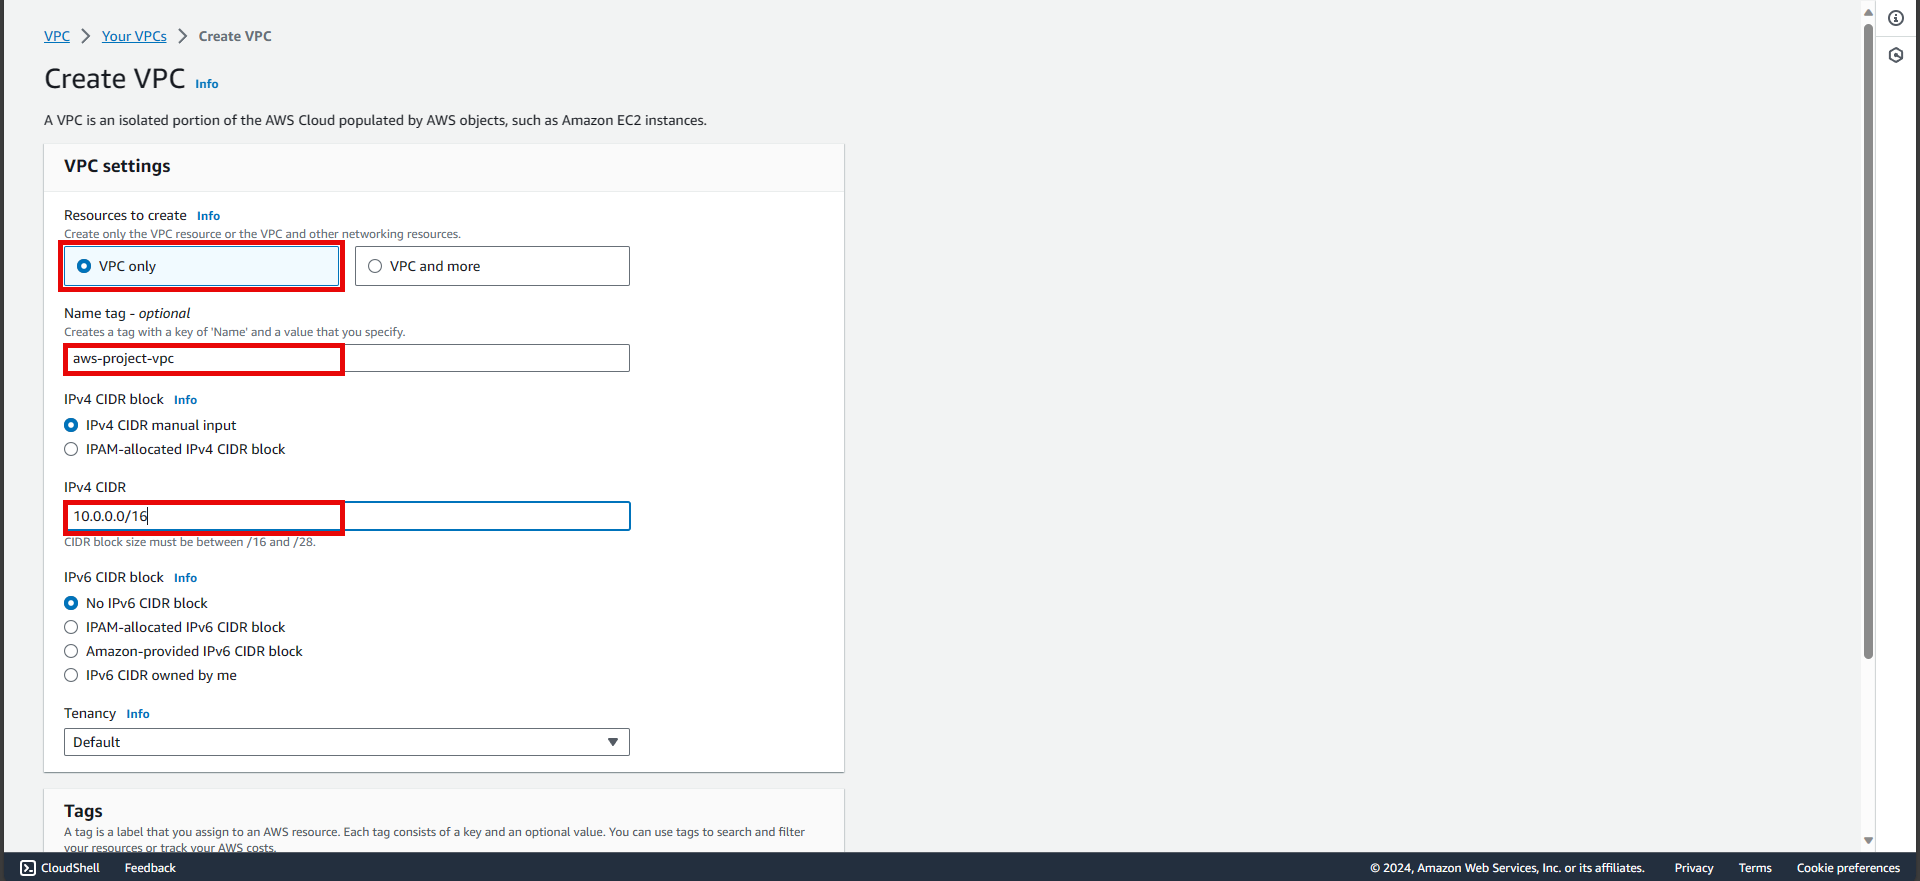 VPC > Your VPCs > Create VPC
Create VPC Info
A VPC is an isolated portion of the AWS Cloud populated by AWS objects, such as Amazon EC2 instances.
VPC settings
Resources to create Info
Create only the VPC resource or the VPC and other networking resources.
VPC only
VPC and more
Name tag - optional
Creates a tag with a key of 'Name' and a value that you specify.
aws-project-vpc
IPv4 CIDR block Info
IPv4 CIDR manual input
IPAM-allocated IPv4 CIDR block
IPv4 CIDR
10.0.0.0/16
CIDR block size must be between /16 and /28.
IPv6 CIDR block Info
No IPv6 CIDR block
IPAM-allocated IPv6 CIDR block
Amazon-provided IPv6 CIDR block
IPv6 CIDR owned by me
Tenancy Info
Default
Tags
A tag is a label that you assign to an AWS resource. Each tag consists of a key and an optional value. You can use tags to search and filter
your resources or track your AWS costs.
CloudShell Feedback © 2024, Amazon Web Services, Inc. or its affiliates. Privacy Terms Cookie preferences